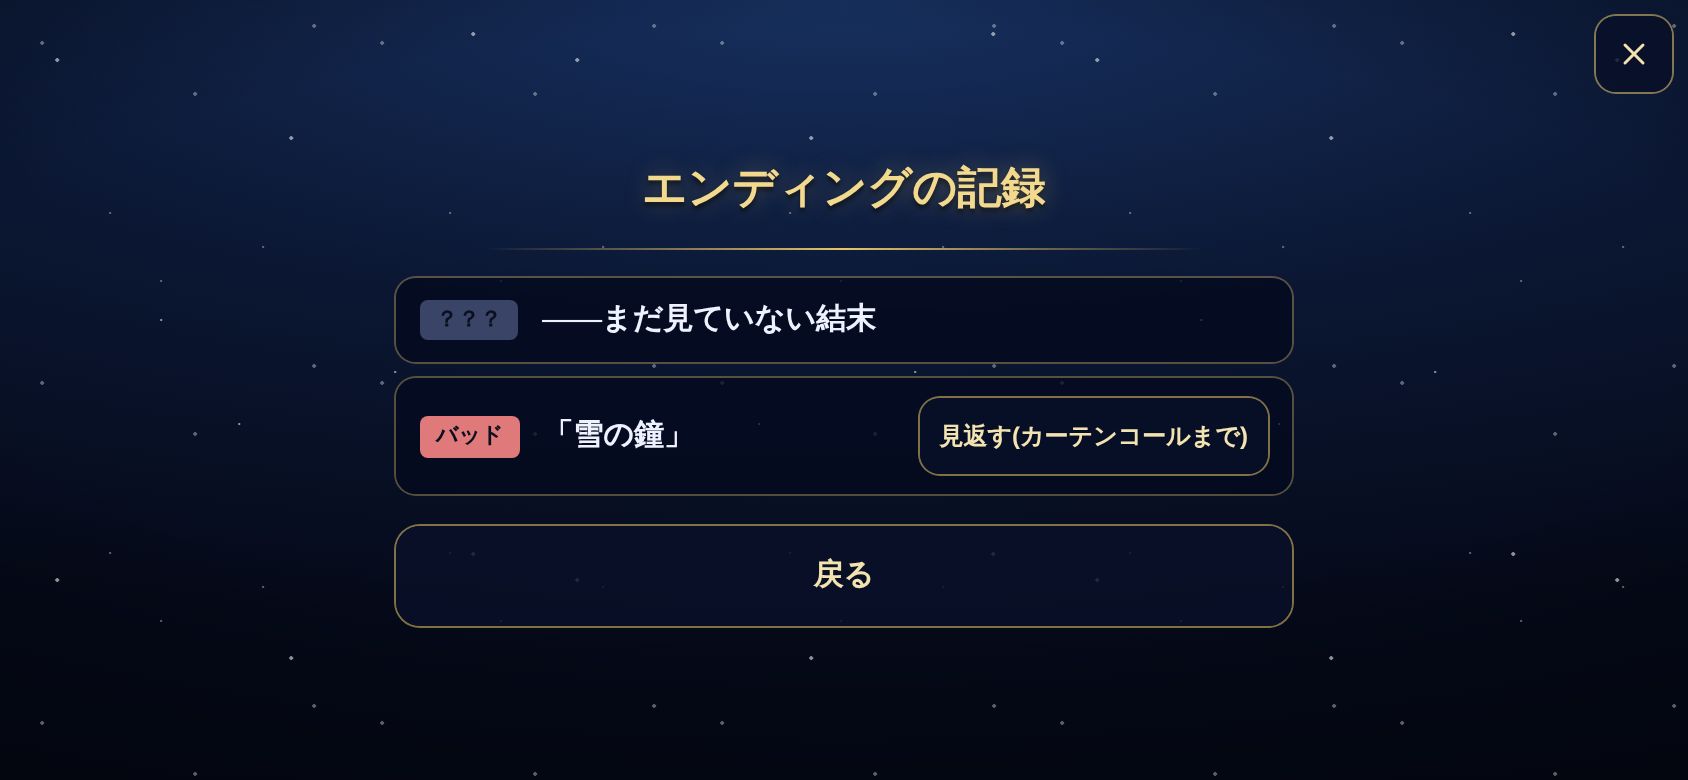 エンディングの記録
？？？ ――まだ見ていない結末
バッド 「雪の鐘」 見返す(カーテンコールまで)
戻る